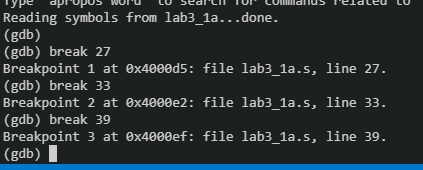 Type "apropos word" to search for commands related to
Reading symbols from lab3_1a...done.
(gdb)
(gdb) break 27
Breakpoint 1 at 0x4000d5: file lab3_1a.s, line 27.
(gdb) break 33
Breakpoint 2 at 0x4000e2: file lab3_1a.s, line 33.
(gdb) break 39
Breakpoint 3 at 0x4000ef: file lab3_1a.s, line 39.
(gdb)